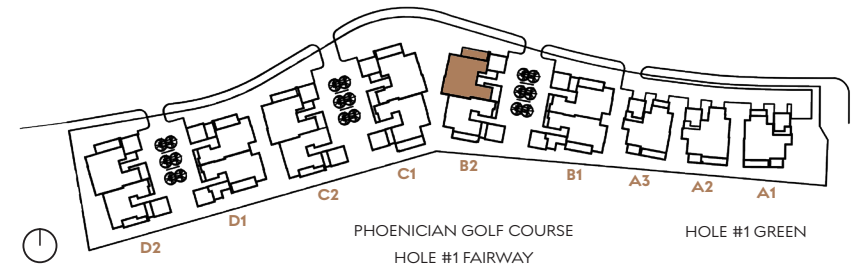 C1
B2
B1
A3
A2
A1
C2
D1
D2
PHOENICIAN GOLF COURSE
HOLE #1 FAIRWAY
HOLE #1 GREEN